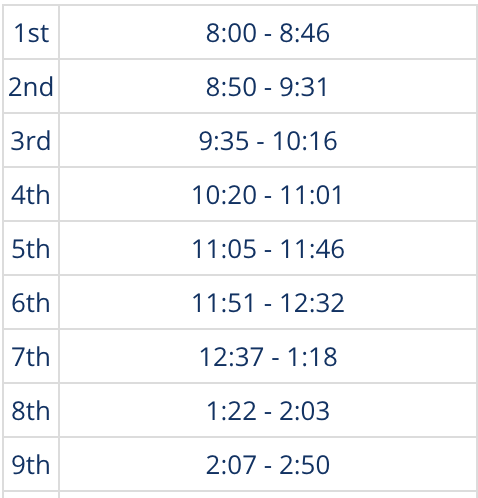 1st 8:00 - 8:46
2nd 8:50 - 9:31
3rd 9:35 - 10:16
4th 10:20 - 11:01
5th 11:05 - 11:46
6th 11:51 - 12:32
7th 12:37 - 1:18
8th 1:22 - 2:03
9th 2:07 - 2:50